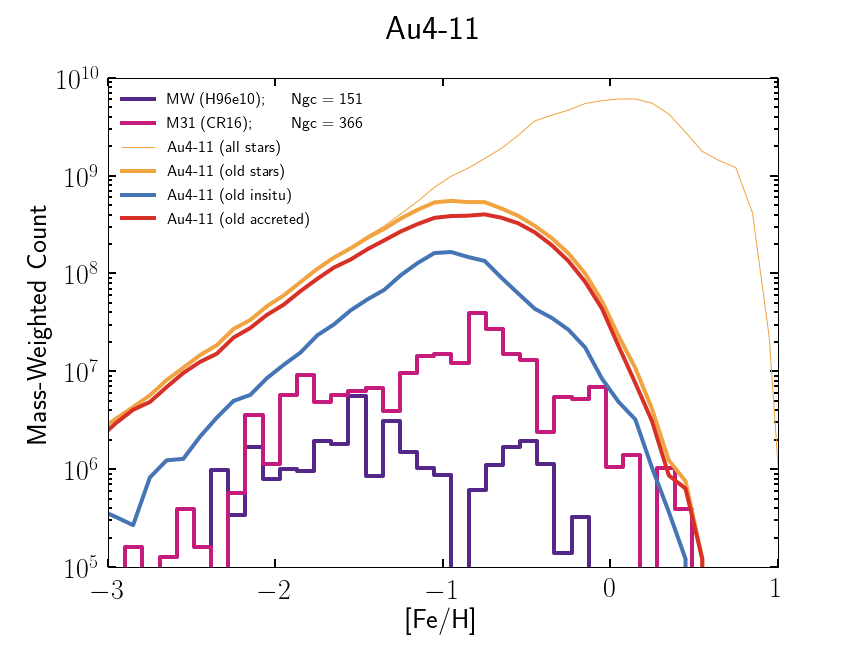 Au4-11
MW (H96e10); Ngc = 151
M31 (CR16); Ngc = 366
Au4-11 (all stars)
Au4-11 (old stars)
Au4-11 (old insitu)
Au4-11 (old accreted)
Mass-Weighted Count
10^10
10^9
10^8
10^7
10^6
10^5
−3 −2 −1 0 1
[Fe/H]